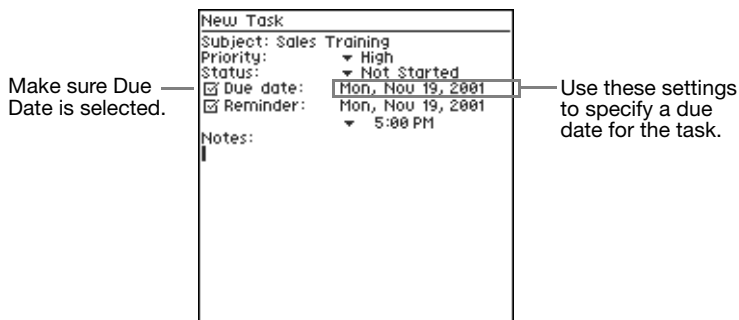 New Task
Subject: Sales Training
Priority: High
Status: Not Started
Due date: Mon, Nov 19, 2001
Reminder: Mon, Nov 19, 2001
5:00 PM
Notes:
Make sure Due
Date is selected.
Use these settings
to specify a due
date for the task.